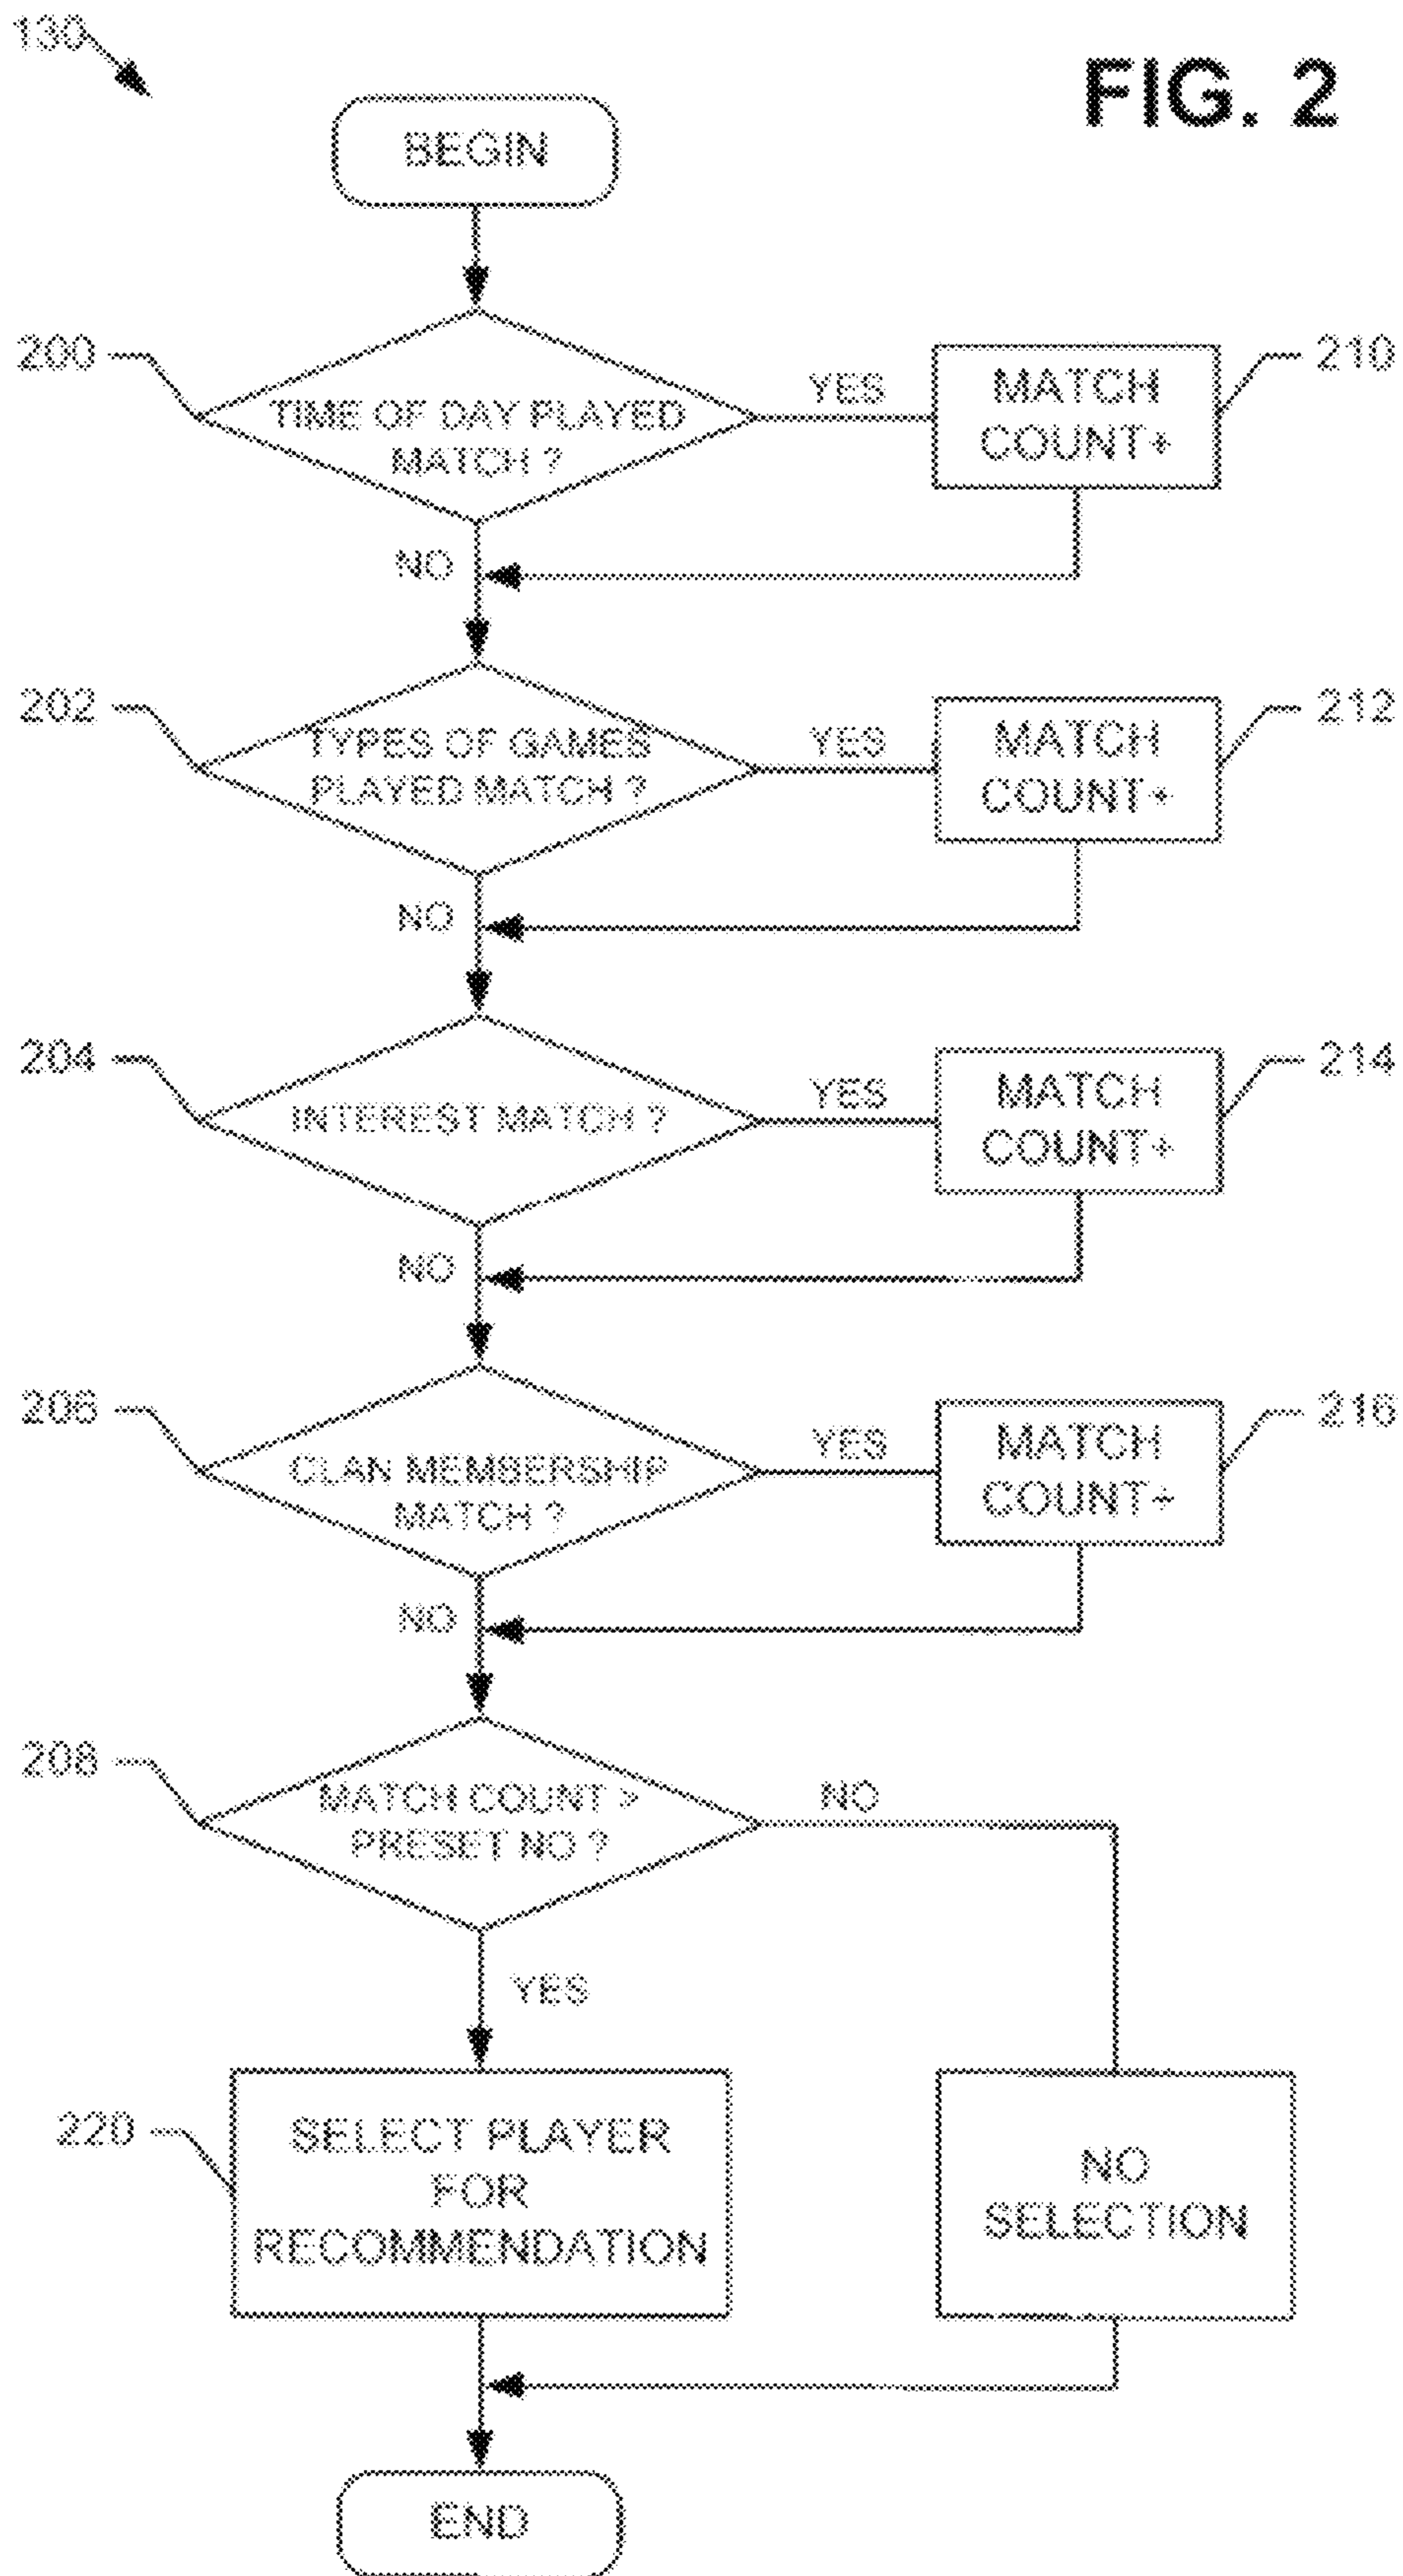 130
FIG. 2
BEGIN
200
TIME OF DAY PLAYED
MATCH ?
YES
MATCH
COUNT+
210
NO
202
TYPES OF GAMES
PLAYED MATCH ?
YES
MATCH
COUNT+
212
NO
204
INTEREST MATCH ?
YES
MATCH
COUNT+
214
NO
206
CLAN MEMBERSHIP
MATCH ?
YES
MATCH
COUNT+
216
NO
208
MATCH COUNT >
PRESET NO ?
NO
YES
220
SELECT PLAYER
FOR
RECOMMENDATION
NO
SELECTION
END